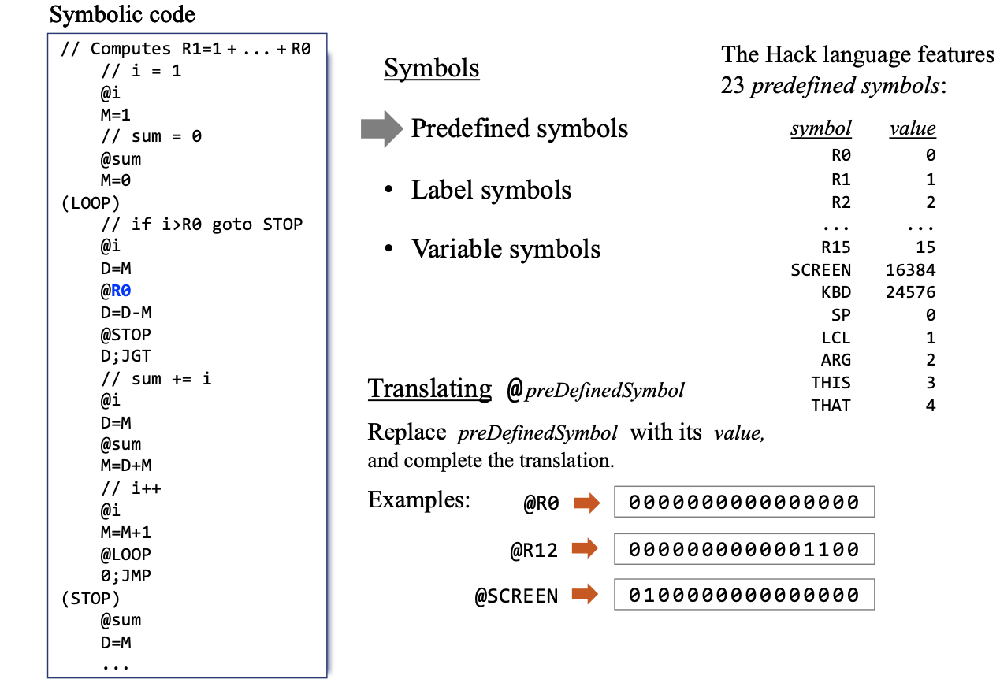 Symbolic code
// Computes R1=1 + ... + R0
// i = 1
@i
M=1
// sum = 0
@sum
M=0
(LOOP)
// if i>R0 goto STOP
@i
D=M
@R0
D=D-M
@STOP
D;JGT
// sum += i
@i
D=M
@sum
M=D+M
// i++
@i
M=M+1
@LOOP
0;JMP
(STOP)
@sum
D=M
...
Symbols
Predefined symbols
• Label symbols
• Variable symbols
The Hack language features
23 predefined symbols:
symbol value
R0 0
R1 1
R2 2
... ...
R15 15
SCREEN 16384
KBD 24576
SP 0
LCL 1
ARG 2
THIS 3
THAT 4
Translating @preDefinedSymbol
Replace preDefinedSymbol with its value,
and complete the translation.
Examples: @R0 0000000000000000
@R12 0000000000001100
@SCREEN 0100000000000000